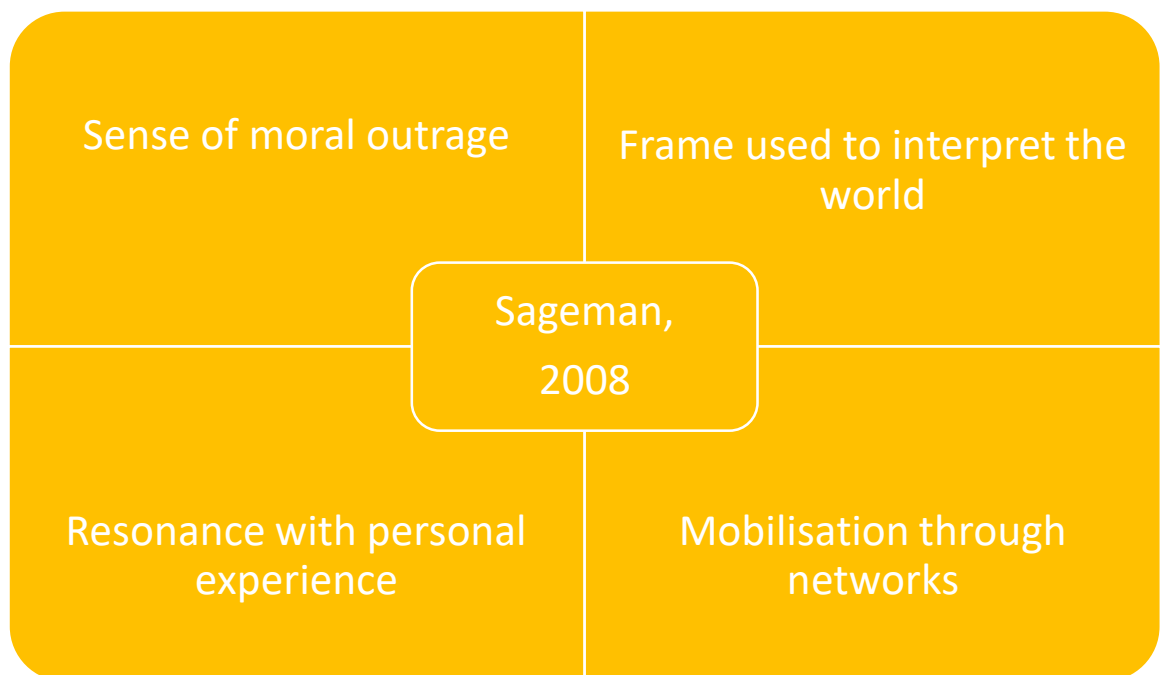 Sense of moral outrage
Frame used to interpret the
world
Sageman,
2008
Resonance with personal
experience
Mobilisation through
networks